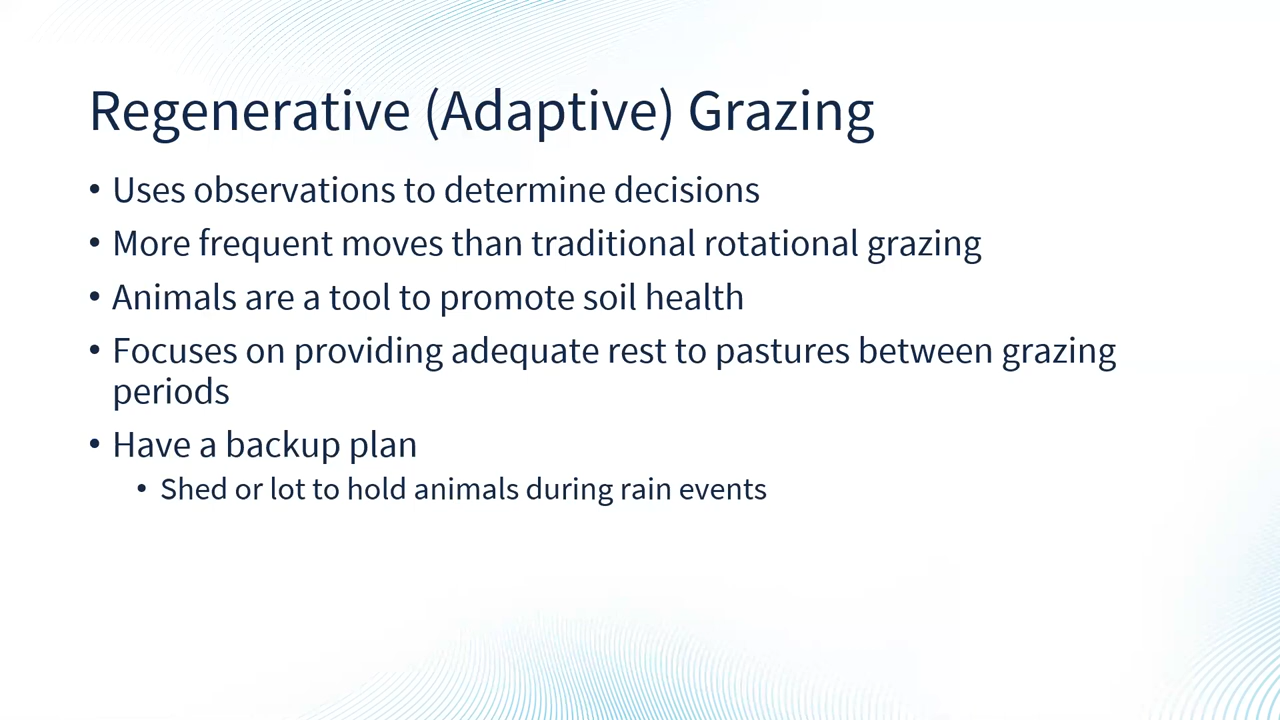 Regenerative (Adaptive) Grazing
• Uses observations to determine decisions
• More frequent moves than traditional rotational grazing
• Animals are a tool to promote soil health
• Focuses on providing adequate rest to pastures between grazing
periods
• Have a backup plan
• Shed or lot to hold animals during rain events